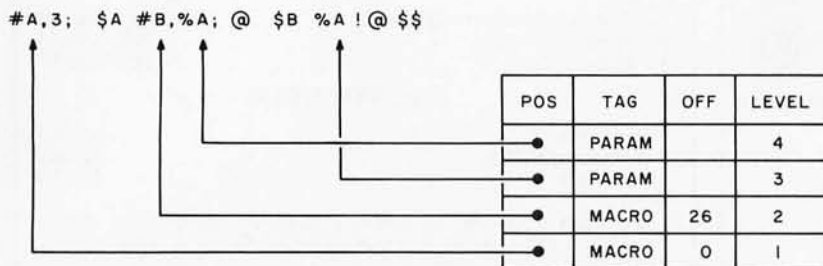 #A,3; $A #B,%A; @ $B %A ! @ $$
POS TAG OFF LEVEL
PARAM 4
PARAM 3
MACRO 26 2
MACRO 0 1